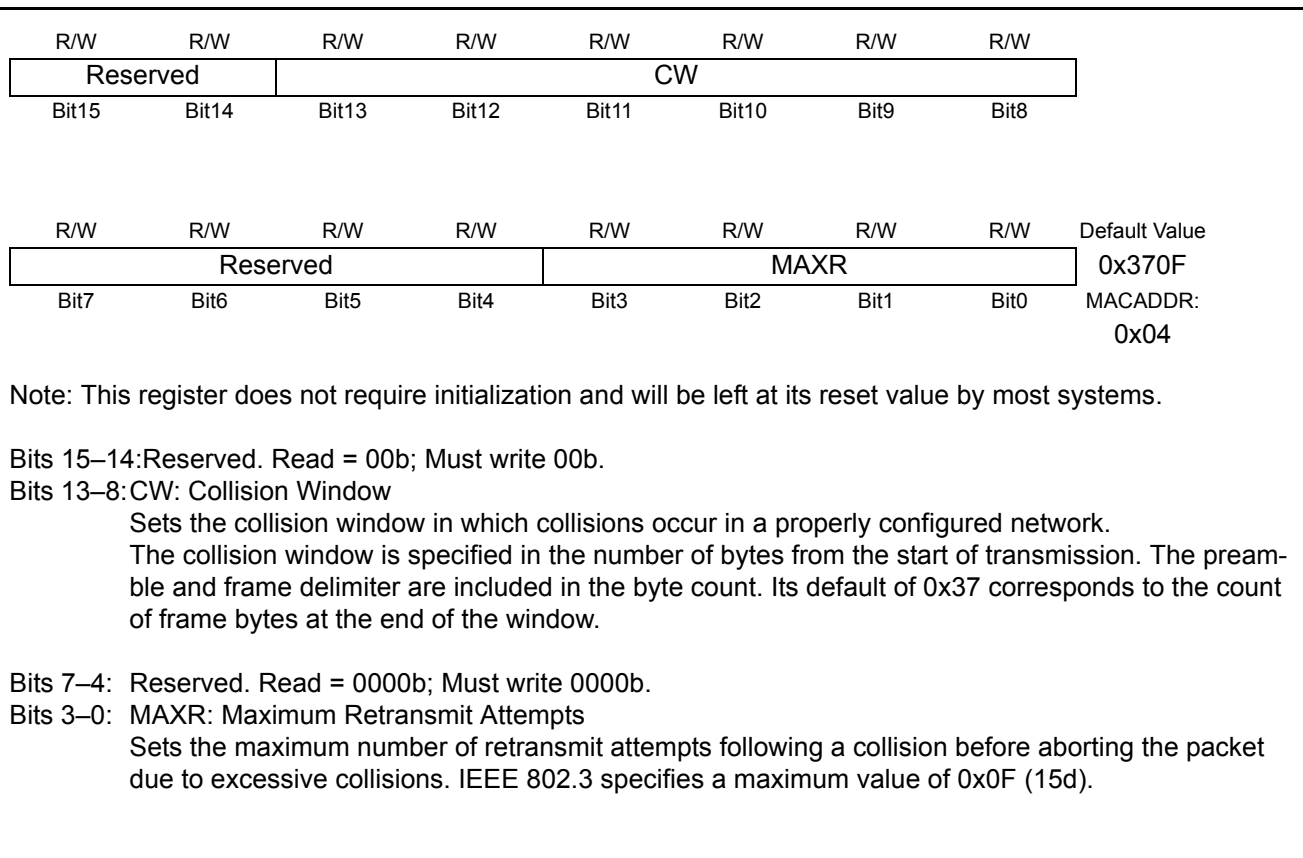 R/W R/W R/W R/W R/W R/W R/W R/W
Reserved CW
Bit15 Bit14 Bit13 Bit12 Bit11 Bit10 Bit9 Bit8
R/W R/W R/W R/W R/W R/W R/W R/W Default Value
Reserved MAXR 0x370F
Bit7 Bit6 Bit5 Bit4 Bit3 Bit2 Bit1 Bit0 MACADDR:
0x04
Note: This register does not require initialization and will be left at its reset value by most systems.
Bits 15–14:Reserved. Read = 00b; Must write 00b.
Bits 13–8:CW: Collision Window
Sets the collision window in which collisions occur in a properly configured network.
The collision window is specified in the number of bytes from the start of transmission. The pream-
ble and frame delimiter are included in the byte count. Its default of 0x37 corresponds to the count
of frame bytes at the end of the window.
Bits 7–4: Reserved. Read = 0000b; Must write 0000b.
Bits 3–0: MAXR: Maximum Retransmit Attempts
Sets the maximum number of retransmit attempts following a collision before aborting the packet
due to excessive collisions. IEEE 802.3 specifies a maximum value of 0x0F (15d).